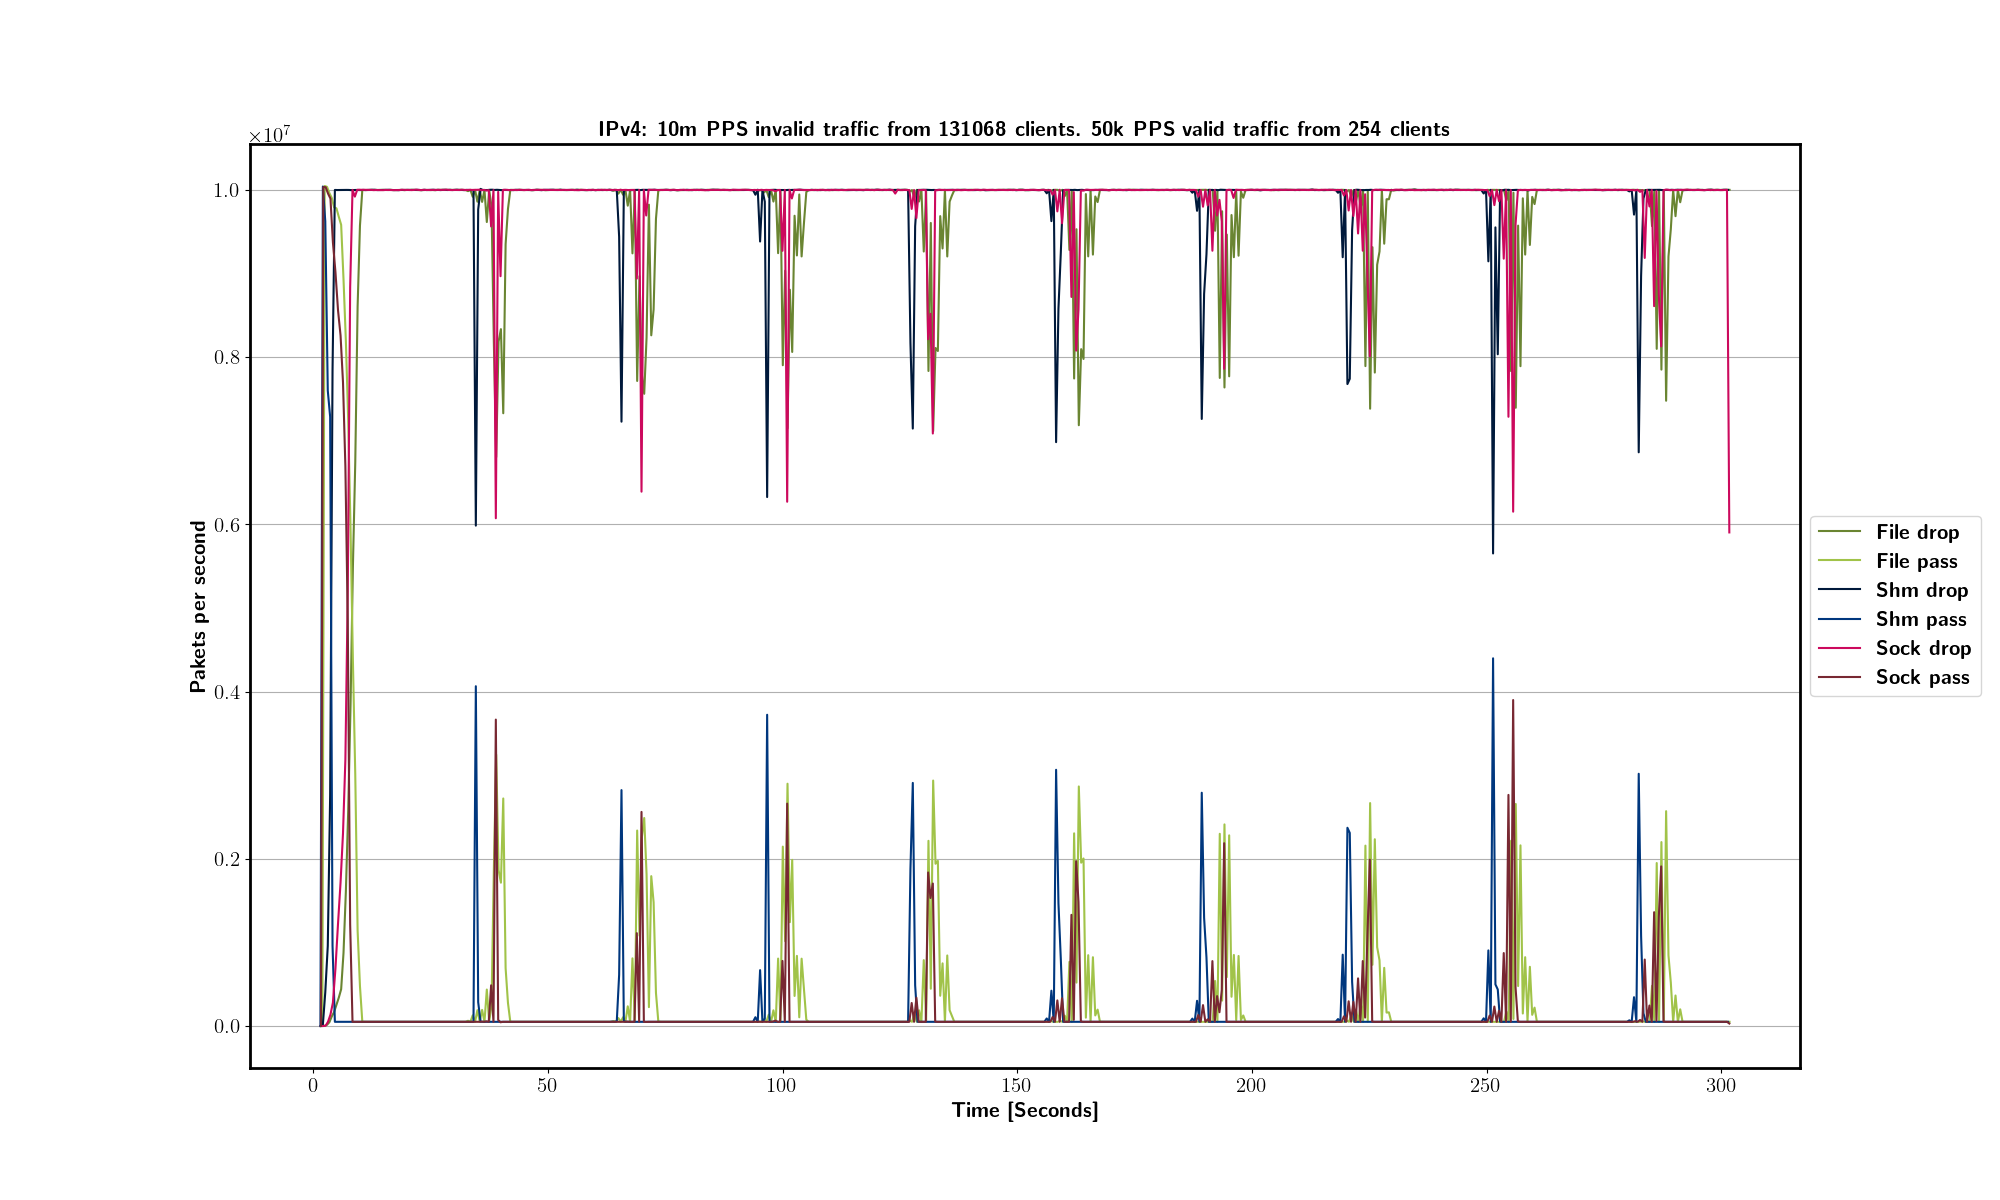 IPv4: 10m PPS invalid traffic from 131068 clients. 50k PPS valid traffic from 254 clients
×10⁷
1.0
0.8
0.6
0.4
0.2
0.0
Pakets per second
0 50 100 150 200 250 300
Time [Seconds]
File drop
File pass
Shm drop
Shm pass
Sock drop
Sock pass